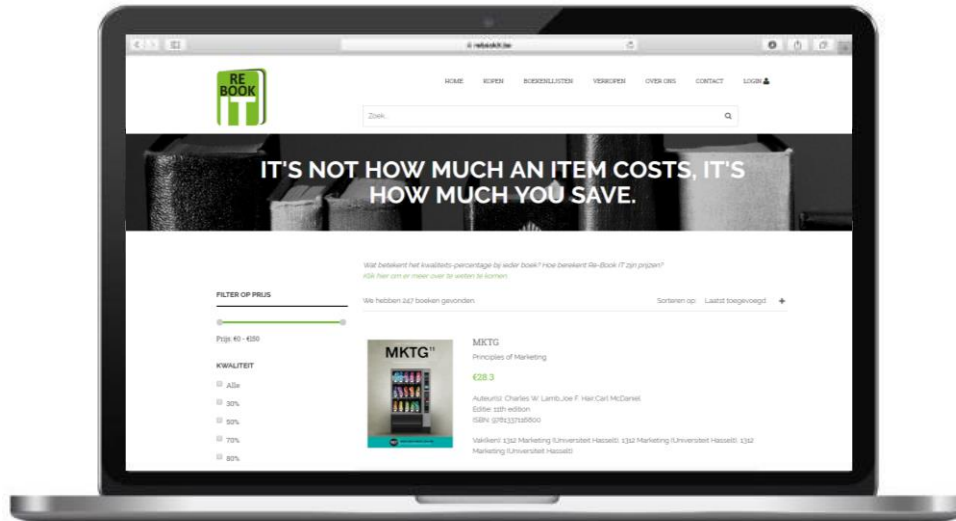 rebookit.be
RE
BOOK
IT
HOME KOPEN BOEKENLIJSTEN VERKOPEN OVER ONS CONTACT LOGIN
Zoek...
IT'S NOT HOW MUCH AN ITEM COSTS, IT'S
HOW MUCH YOU SAVE.
Wat betekent het kwaliteits-percentage bij ieder boek? Hoe berekent Re-Book IT zijn prijzen?
Klik hier om er meer over te weten te komen.
FILTER OP PRIJS
We hebben 247 boeken gevonden.
Sorteren op: Laatst toegevoegd +
Prijs: €0 - €150
KWALITEIT
Alle
30%
50%
70%
80%
MKTG11
MKTG
Principles of Marketing
€28.3
Auteur(s): Charles W. Lamb,Joe F. Hair,Carl McDaniel
Editie: 11th edition
ISBN: 9781337116800
Vak(ken): 1312 Marketing (Universiteit Hasselt), 1312 Marketing (Universiteit Hasselt), 1312
Marketing (Universiteit Hasselt)